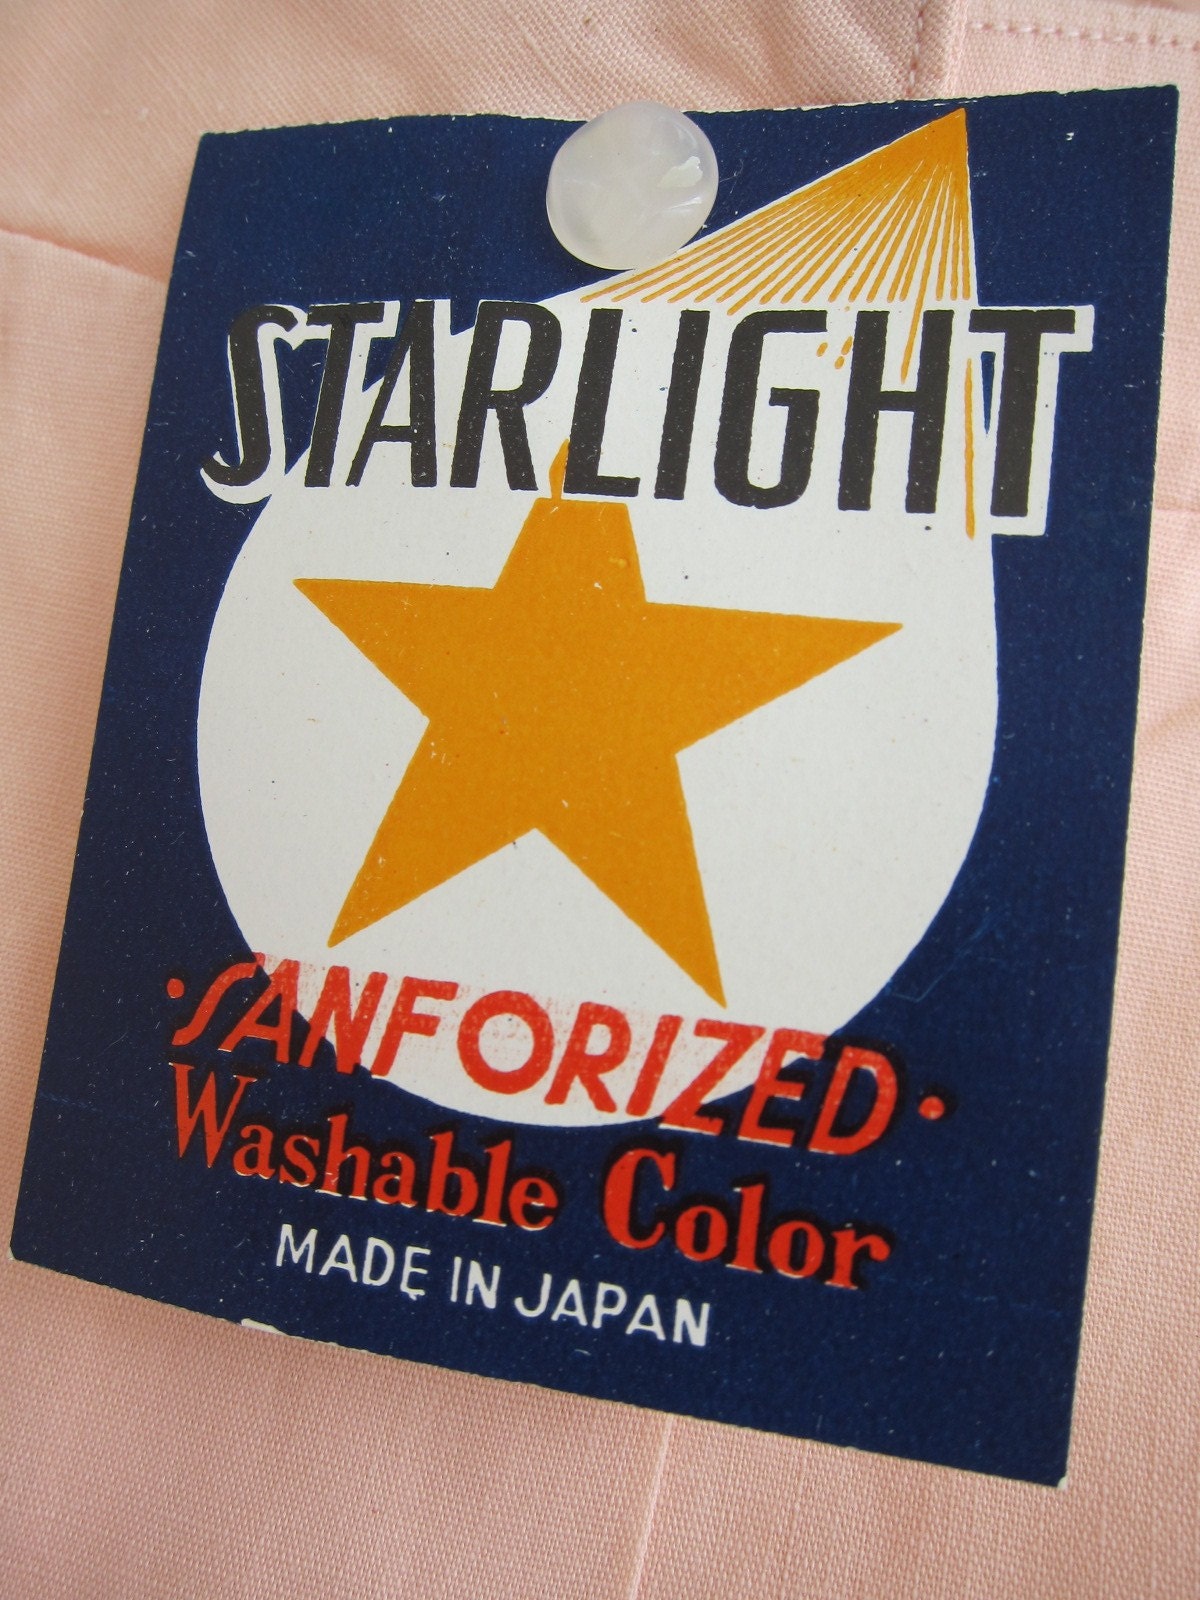 STARLIGHT
·SANFORIZED·
Washable Color
MADE IN JAPAN